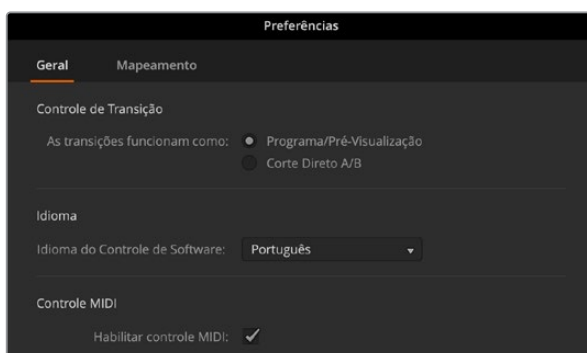 Preferências
Geral Mapeamento
Controle de Transição
As transições funcionam como: Programa/Pré-Visualização
Corte Direto A/B
Idioma
Idioma do Controle de Software: Português
Controle MIDI
Habilitar controle MIDI: